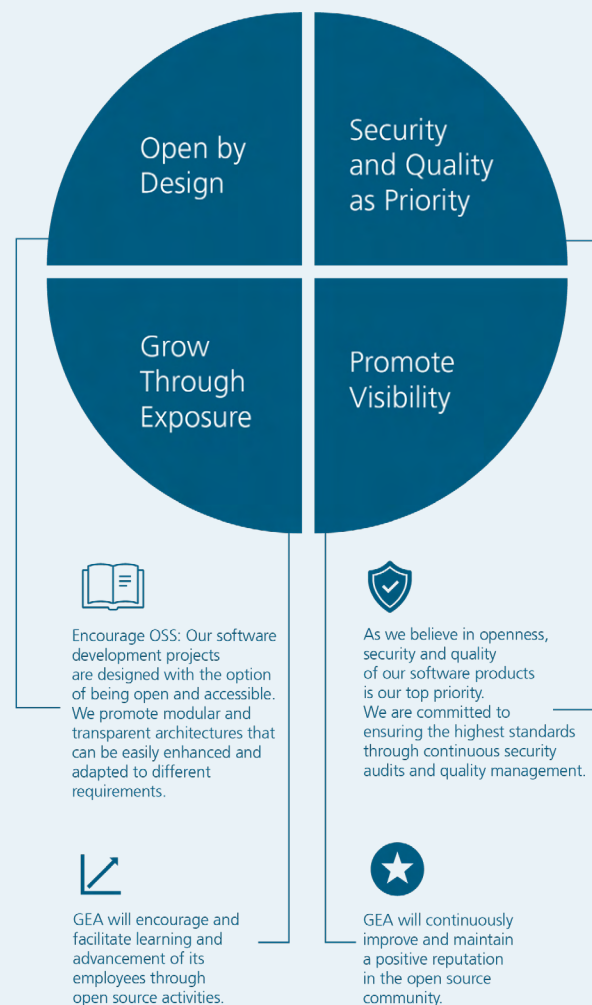 Open by
Design
Security
and Quality
as Priority
Grow
Through
Exposure
Promote
Visibility
Encourage OSS: Our software
development projects
are designed with the option
of being open and accessible.
We promote modular and
transparent architectures that
can be easily enhanced and
adapted to different
requirements.
As we believe in openness,
security and quality
of our software products
is our top priority.
We are committed to
ensuring the highest standards
through continuous security
audits and quality management.
GEA will encourage and
facilitate learning and
advancement of its
employees through
open source activities.
GEA will continuously
improve and maintain
a positive reputation
in the open source
community.